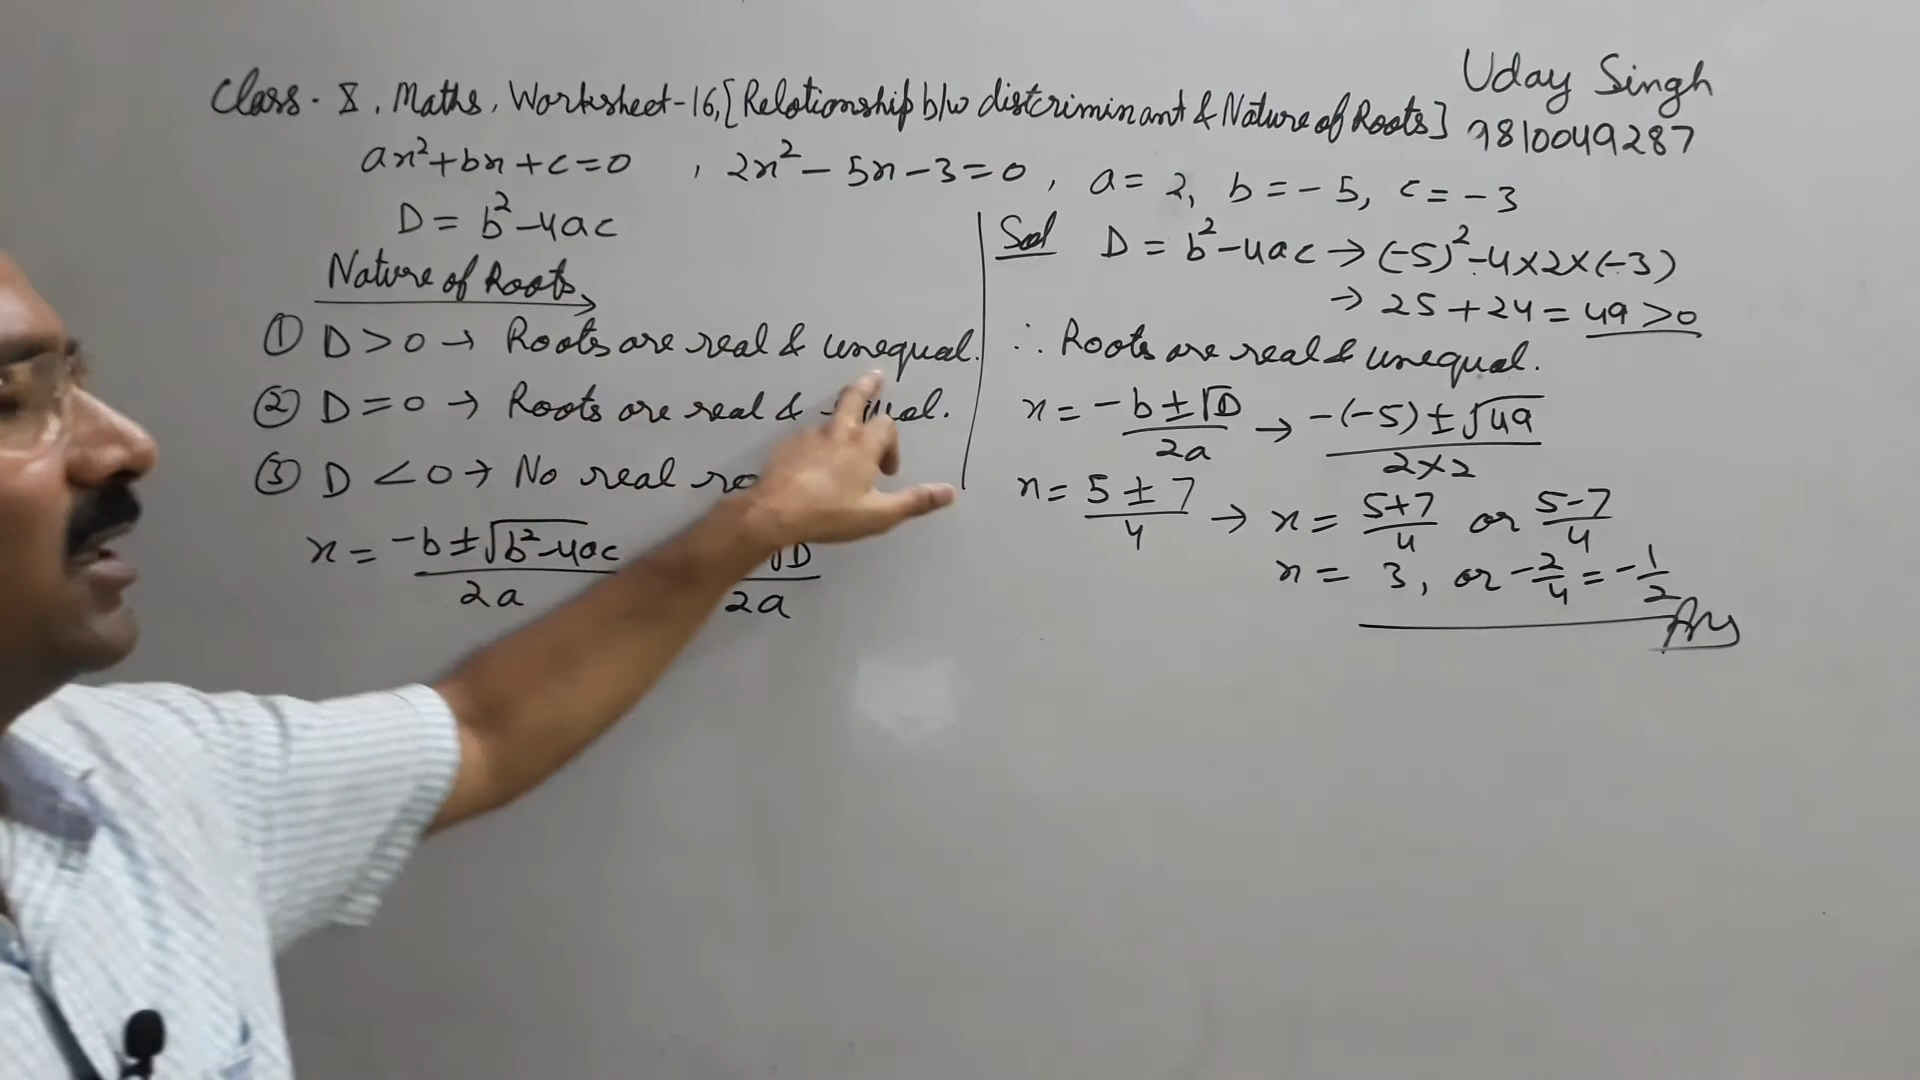 Class - X, Maths, Worksheet-16, [Relationship b/w discriminant & Nature of Roots]
Uday Singh
9810049287
ax²+bx+c=0 , 2x²-5x-3=0, a=2, b=-5, c=-3
D = b²-4ac
Nature of Roots
① D>0 → Roots are real & unequal.
② D=0 → Roots are real &
③ D<0 → No real
x = (-b±√(b²-4ac))/2a √D/2a
Sol D = b²-4ac → (-5)²-4×2×(-3)
→ 25+24 = 49>0
∴ Roots are real & unequal.
x = (-b±√D)/2a → (-(-5)±√49)/(2×2)
x = (5±7)/4 → x = (5+7)/4 or (5-7)/4
x = 3, or -2/4 = -1/2
Ans